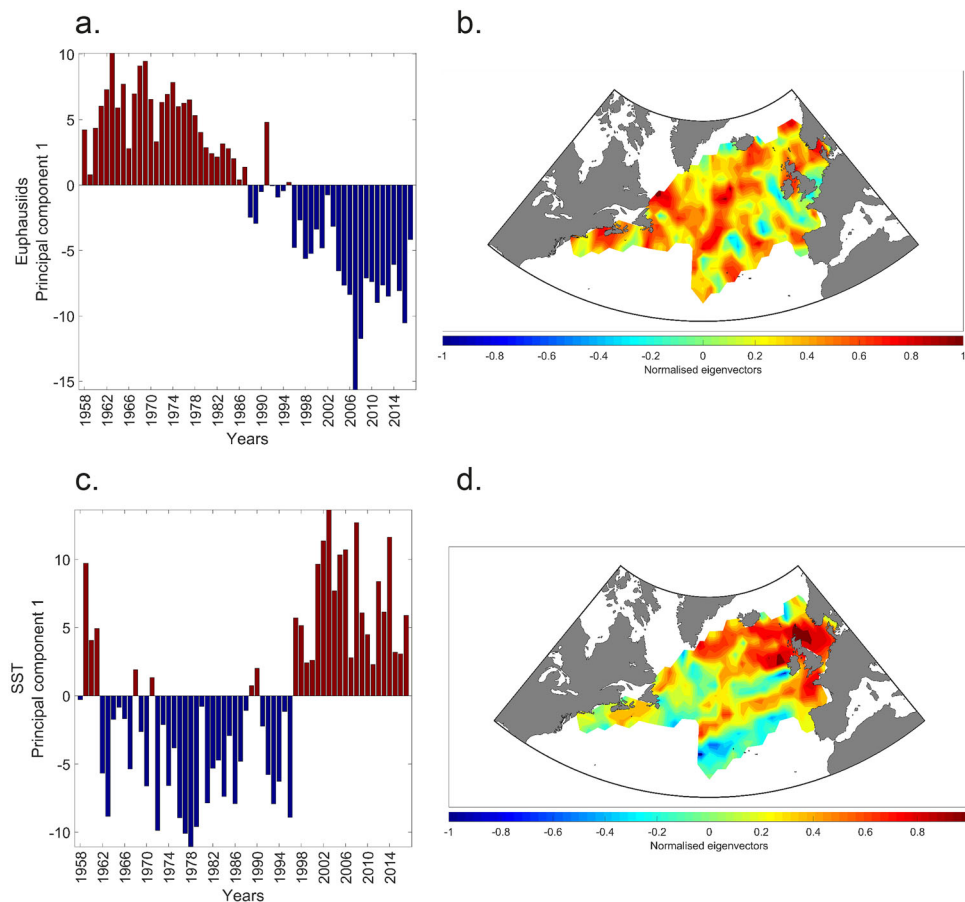 a.
b.
10
5
0
-5
-10
-15
Euphausiids
Principal component 1
1958
1962
1966
1970
1974
1978
1982
1986
1990
1994
1998
2002
2006
2010
2014
Years
-1 -0.8 -0.6 -0.4 -0.2 0 0.2 0.4 0.6 0.8 1
Normalised eigenvectors
c.
d.
10
5
0
-5
-10
SST
Principal component 1
1958
1962
1966
1970
1974
1978
1982
1986
1990
1994
1998
2002
2006
2010
2014
Years
-1 -0.8 -0.6 -0.4 -0.2 0 0.2 0.4 0.6 0.8
Normalised eigenvectors